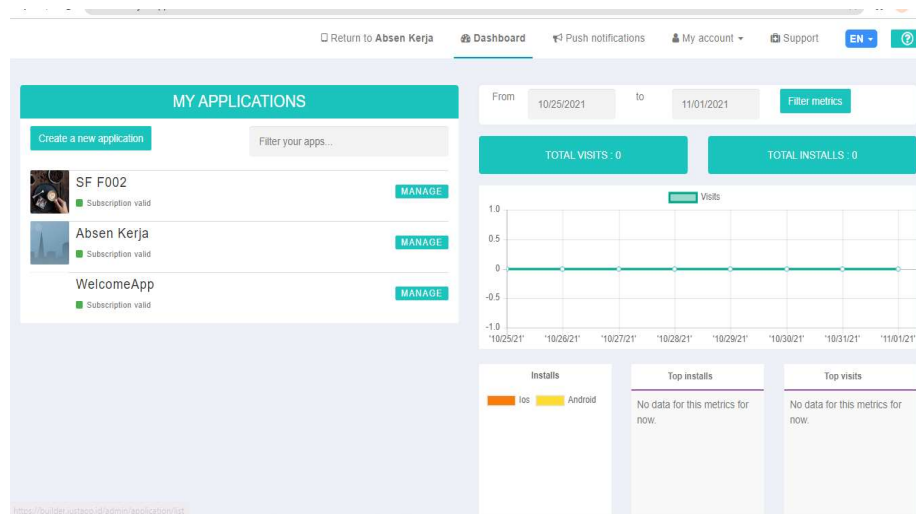 Return to Absen Kerja
Dashboard
Push notifications
My account
Support
EN
MY APPLICATIONS
Create a new application
Filter your apps...
SF F002
Subscription valid
MANAGE
Absen Kerja
Subscription valid
MANAGE
WelcomeApp
Subscription valid
MANAGE
From
10/25/2021
to
11/01/2021
Filter metrics
TOTAL VISITS : 0
TOTAL INSTALLS : 0
Visits
1.0
0.5
0
-0.5
-1.0
'10/25/21'
'10/26/21'
'10/27/21'
'10/28/21'
'10/29/21'
'10/30/21'
'10/31/21'
'11/01/21'
Installs
Ios
Android
Top installs
No data for this metrics for
now.
Top visits
No data for this metrics for
now.